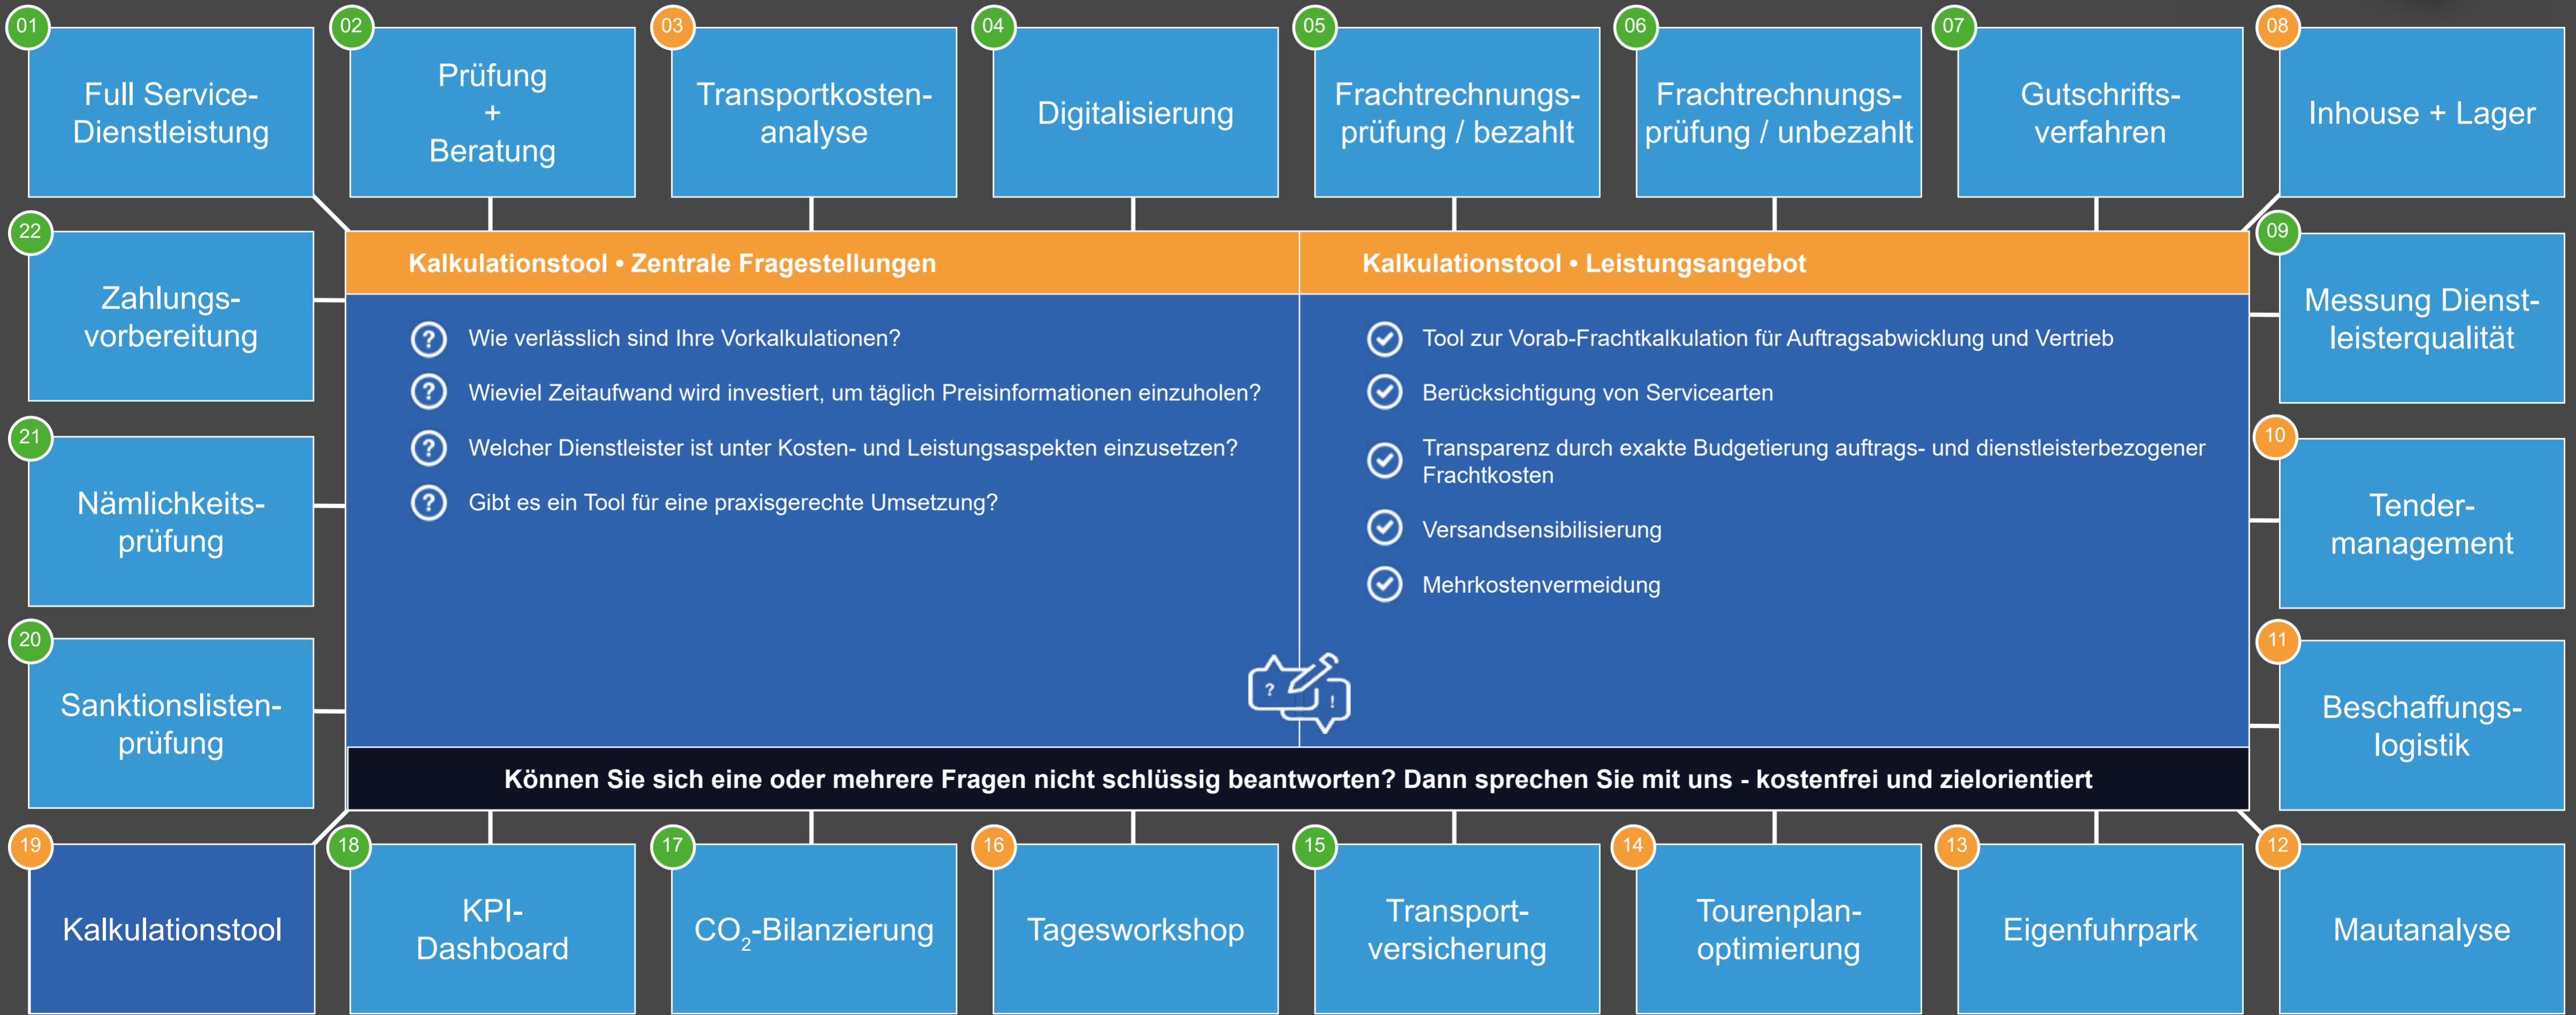 01
Full Service-
Dienstleistung
02
Prüfung
+
Beratung
03
Transportkosten-
analyse
04
Digitalisierung
05
Frachtrechnungs-
prüfung / bezahlt
06
Frachtrechnungs-
prüfung / unbezahlt
07
Gutschrifts-
verfahren
08
Inhouse + Lager
22
Zahlungs-
vorbereitung
21
Nämlichkeits-
prüfung
20
Sanktionslisten-
prüfung
Kalkulationstool • Zentrale Fragestellungen
? Wie verlässlich sind Ihre Vorkalkulationen?
? Wieviel Zeitaufwand wird investiert, um täglich Preisinformationen einzuholen?
? Welcher Dienstleister ist unter Kosten- und Leistungsaspekten einzusetzen?
? Gibt es ein Tool für eine praxisgerechte Umsetzung?
Kalkulationstool • Leistungsangebot
Tool zur Vorab-Frachtkalkulation für Auftragsabwicklung und Vertrieb
Berücksichtigung von Servicearten
Transparenz durch exakte Budgetierung auftrags- und dienstleisterbezogener
Frachtkosten
Versandsensibilisierung
Mehrkostenvermeidung
? !
Können Sie sich eine oder mehrere Fragen nicht schlüssig beantworten? Dann sprechen Sie mit uns - kostenfrei und zielorientiert
09
Messung Dienst-
leisterqualität
10
Tender-
management
11
Beschaffungs-
logistik
19
Kalkulationstool
18
KPI-
Dashboard
17
CO₂-Bilanzierung
16
Tagesworkshop
15
Transport-
versicherung
14
Tourenplan-
optimierung
13
Eigenfuhrpark
12
Mautanalyse